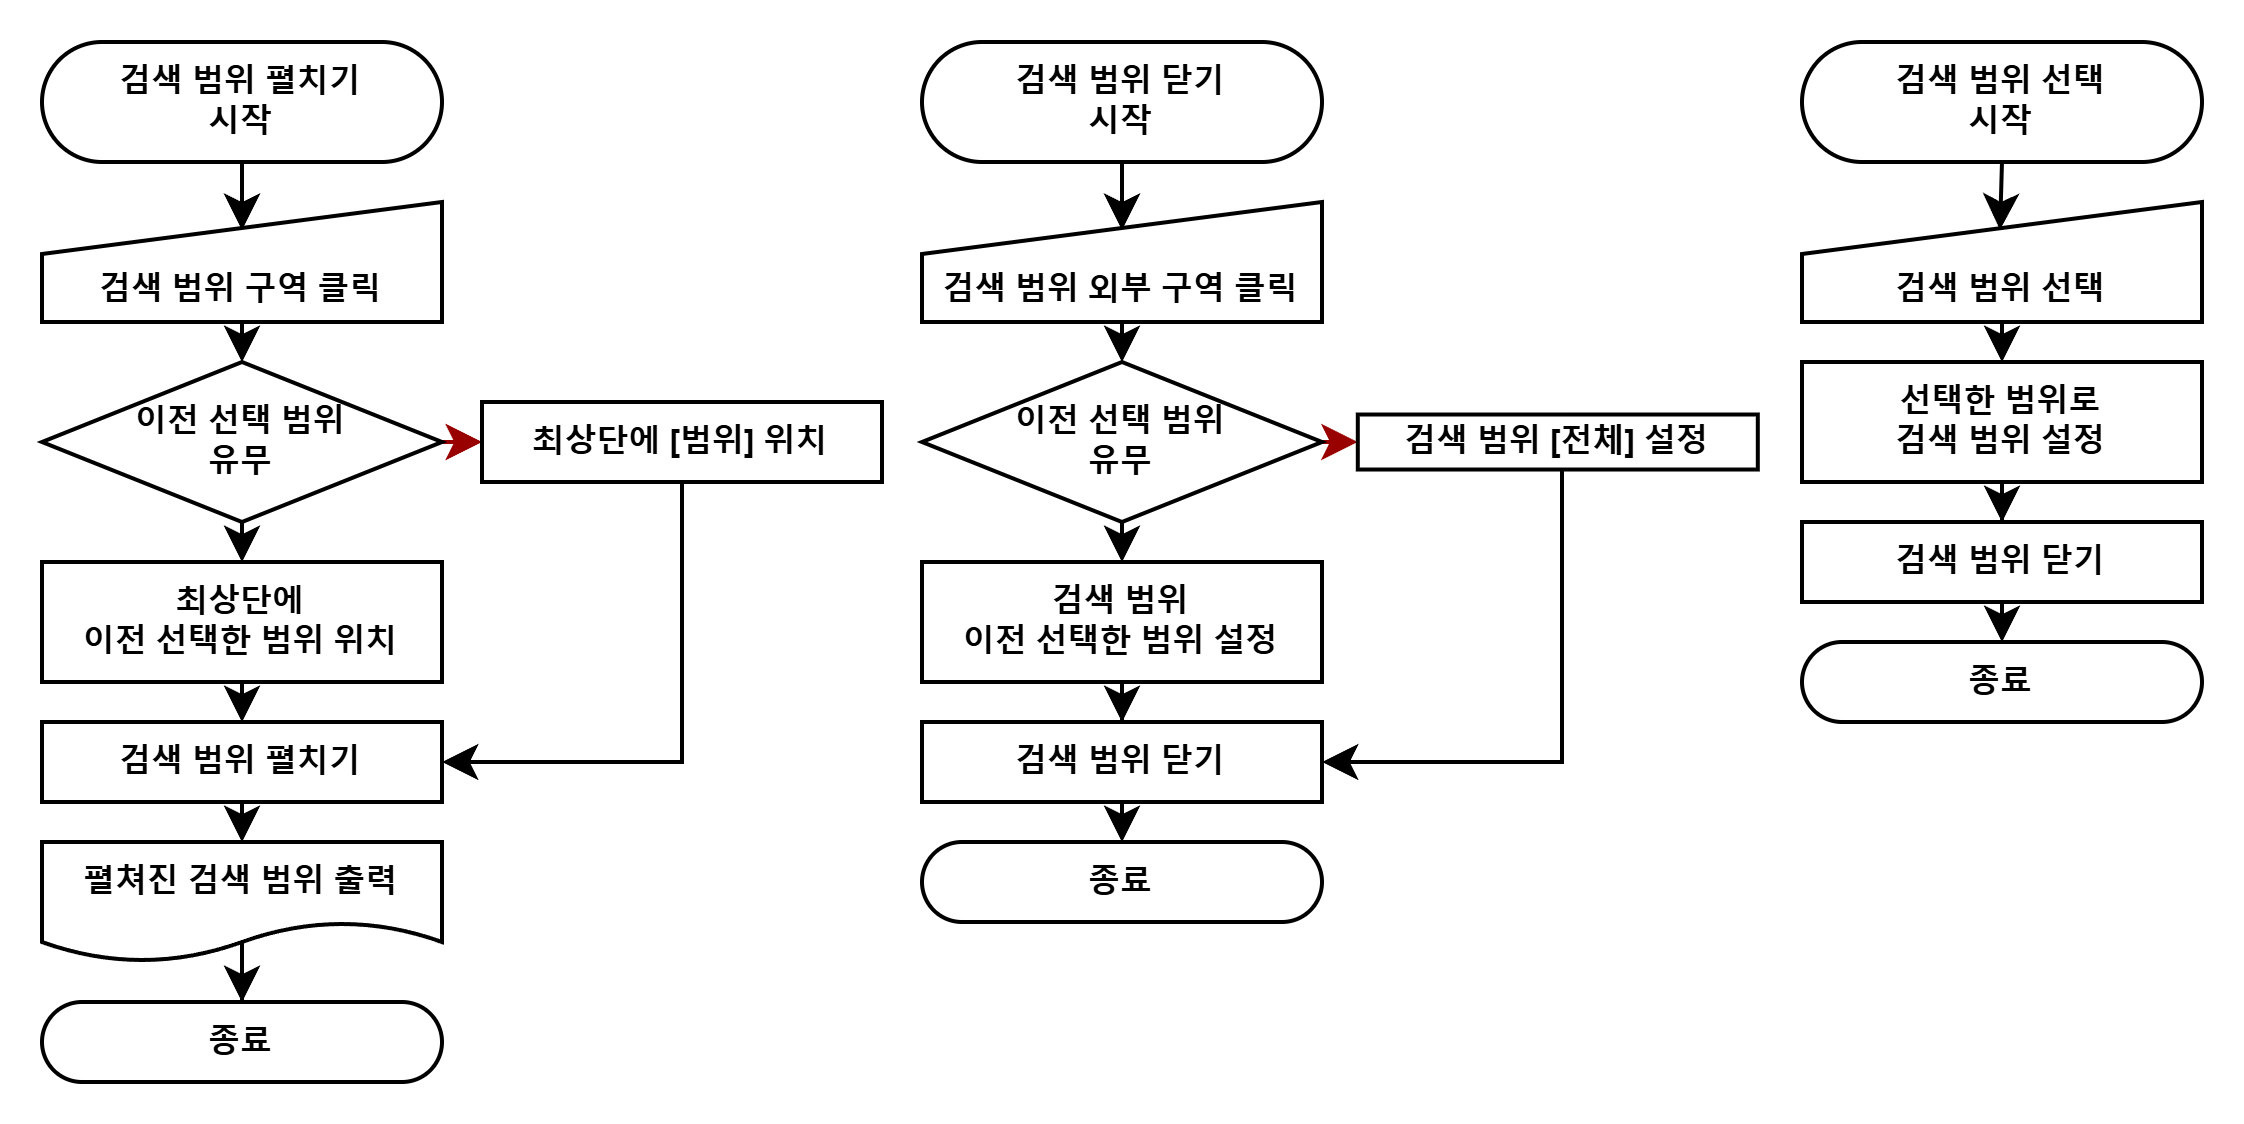 검색 범위 펼치기
시작
검색 범위 구역 클릭
이전 선택 범위
유무
최상단에 [범위] 위치
최상단에
이전 선택한 범위 위치
검색 범위 펼치기
펼쳐진 검색 범위 출력
종료
검색 범위 닫기
시작
검색 범위 외부 구역 클릭
이전 선택 범위
유무
검색 범위 [전체] 설정
검색 범위
이전 선택한 범위 설정
검색 범위 닫기
종료
검색 범위 선택
시작
검색 범위 선택
선택한 범위로
검색 범위 설정
검색 범위 닫기
종료